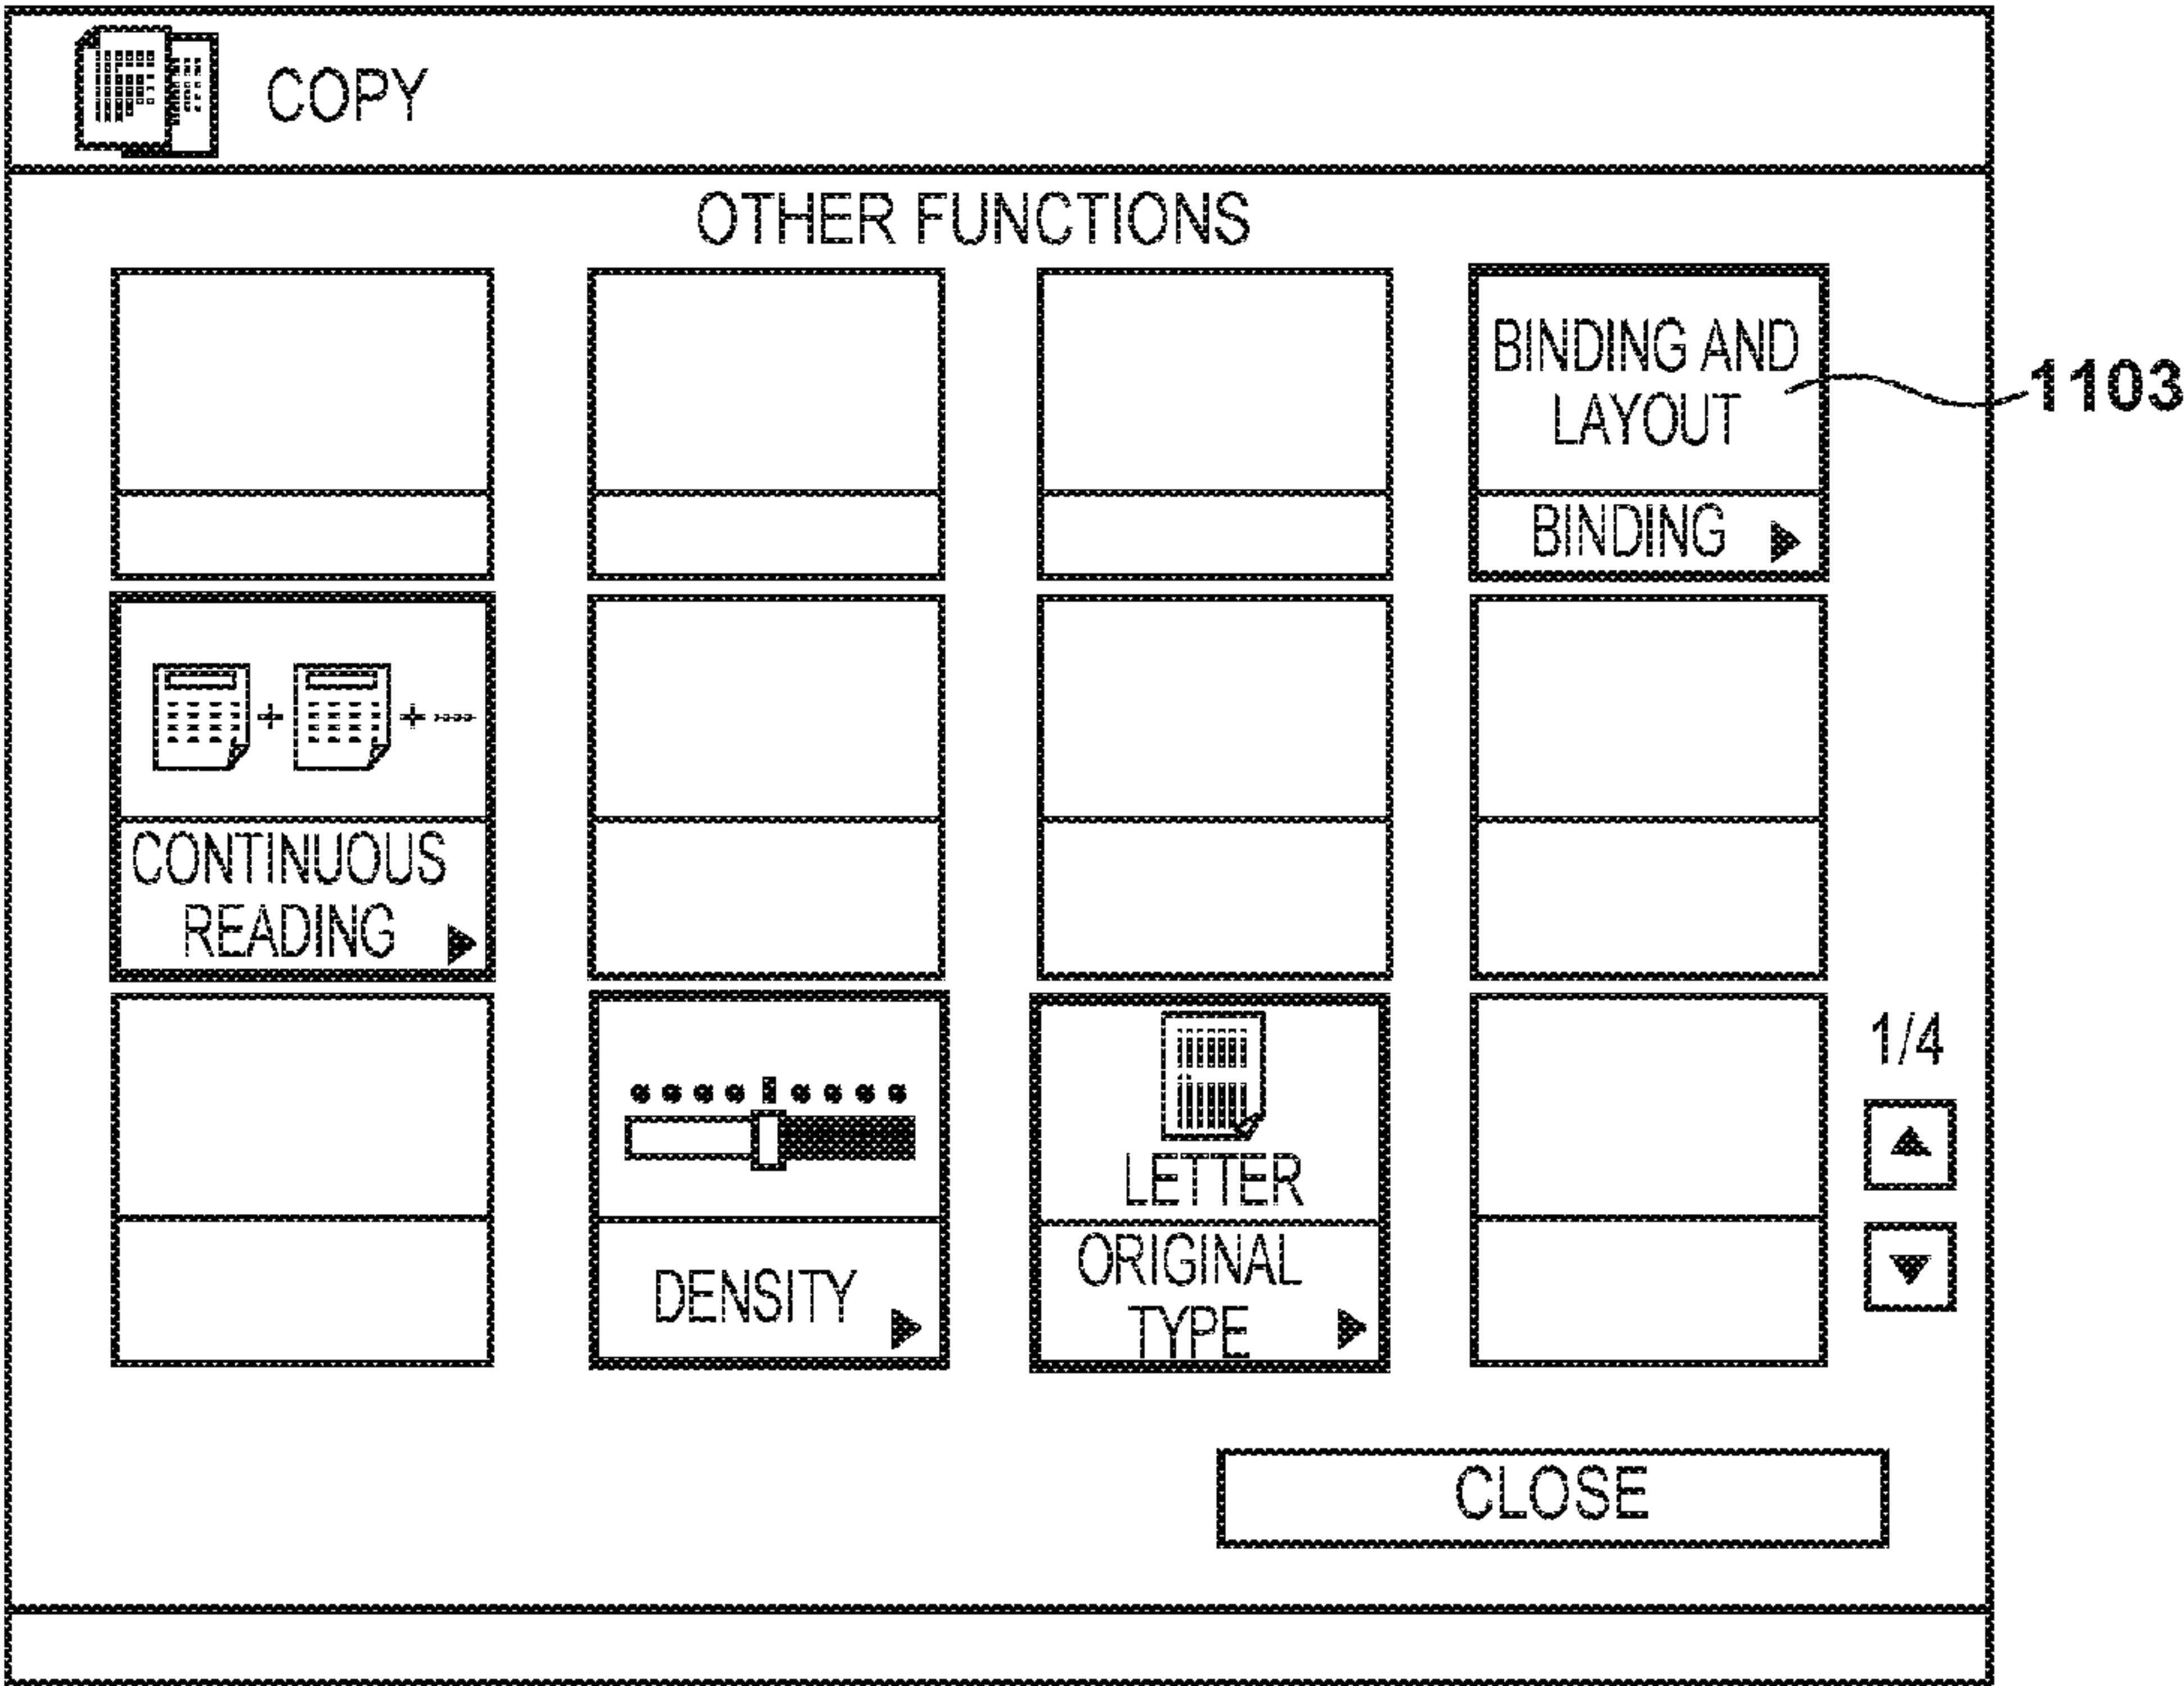 COPY
OTHER FUNCTIONS
BINDING AND
LAYOUT
1103
BINDING
CONTINUOUS
READING
LETTER
1/4
DENSITY
ORIGINAL
TYPE
CLOSE